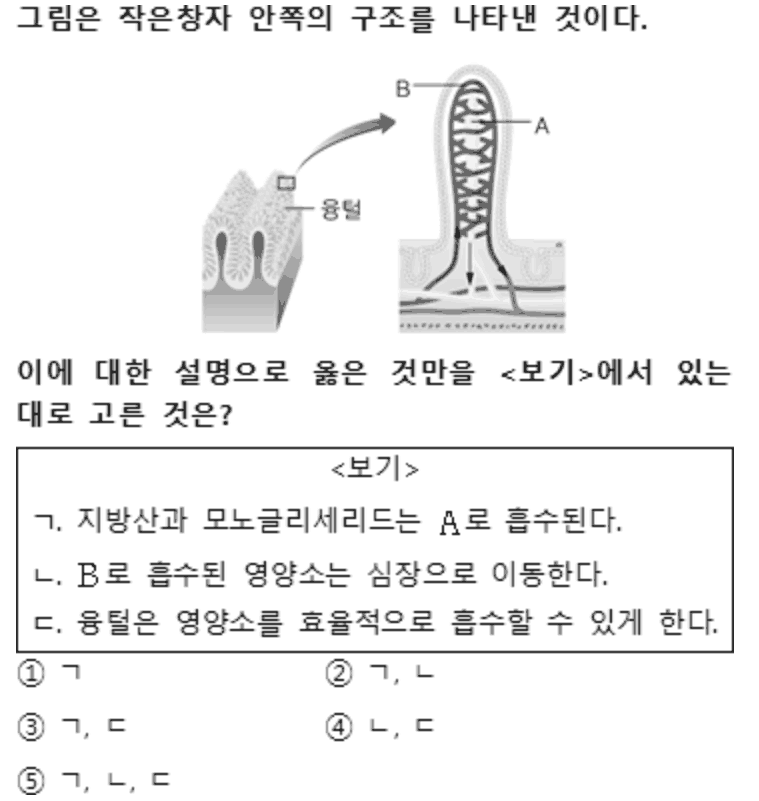 그림은 작은창자 안쪽의 구조를 나타낸 것이다.
B
A
융털
이에 대한 설명으로 옳은 것만을 <보기>에서 있는
대로 고른 것은?
<보기>
ㄱ. 지방산과 모노글리세리드는 A로 흡수된다.
ㄴ. B로 흡수된 영양소는 심장으로 이동한다.
ㄷ. 융털은 영양소를 효율적으로 흡수할 수 있게 한다.
① ㄱ ② ㄱ, ㄴ
③ ㄱ, ㄷ ④ ㄴ, ㄷ
⑤ ㄱ, ㄴ, ㄷ